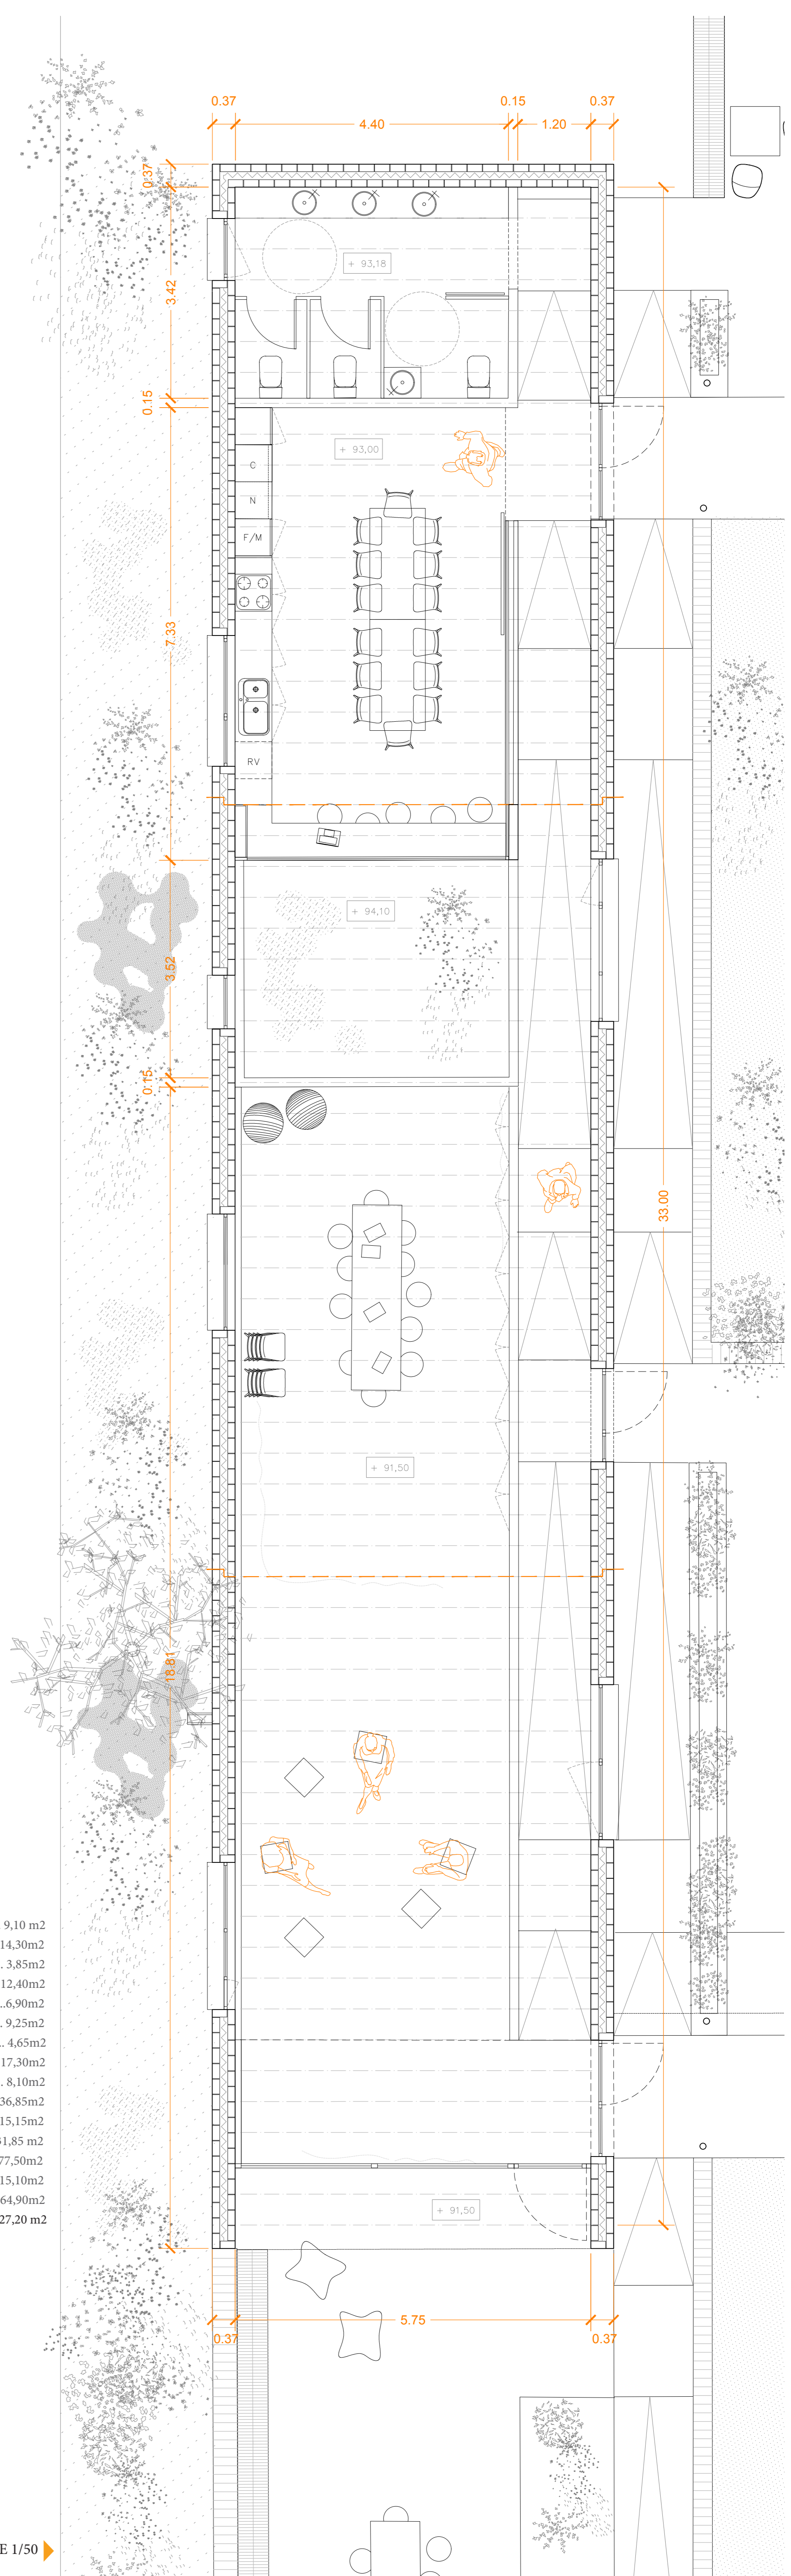 0.37
4.40
0.15
1.20
0.37
0.37
3.42
+ 93,18
0.15
+ 93,00
C
N
F/M
7.33
RV
+ 94,10
3.52
0.15
33.00
+ 91,50
18.81
9,10 m2
14,30m2
. 3,85m2
12,40m2
..6,90m2
. 9,25m2
.. 4,65m2
17,30m2
. 8,10m2
36,85m2
15,15m2
1,85 m2
77,50m2
15,10m2
64,90m2
27,20 m2
+ 91,50
5.75
0.37
0.37
E 1/50